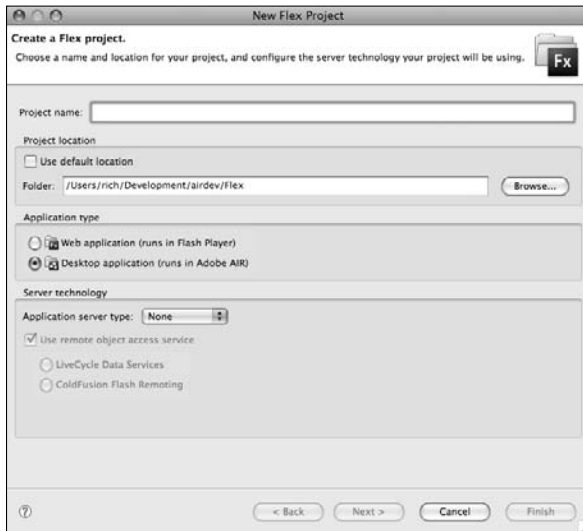 New Flex Project
Create a Flex project.
Choose a name and location for your project, and configure the server technology your project will be using.
Fx
Project name:
Project location
Use default location
Folder: /Users/rich/Development/airdev/Flex
Browse...
Application type
Web application (runs in Flash Player)
Desktop application (runs in Adobe AIR)
Server technology
Application server type: None
Use remote object access service
LiveCycle Data Services
ColdFusion Flash Remoting
?
< Back
Next >
Cancel
Finish